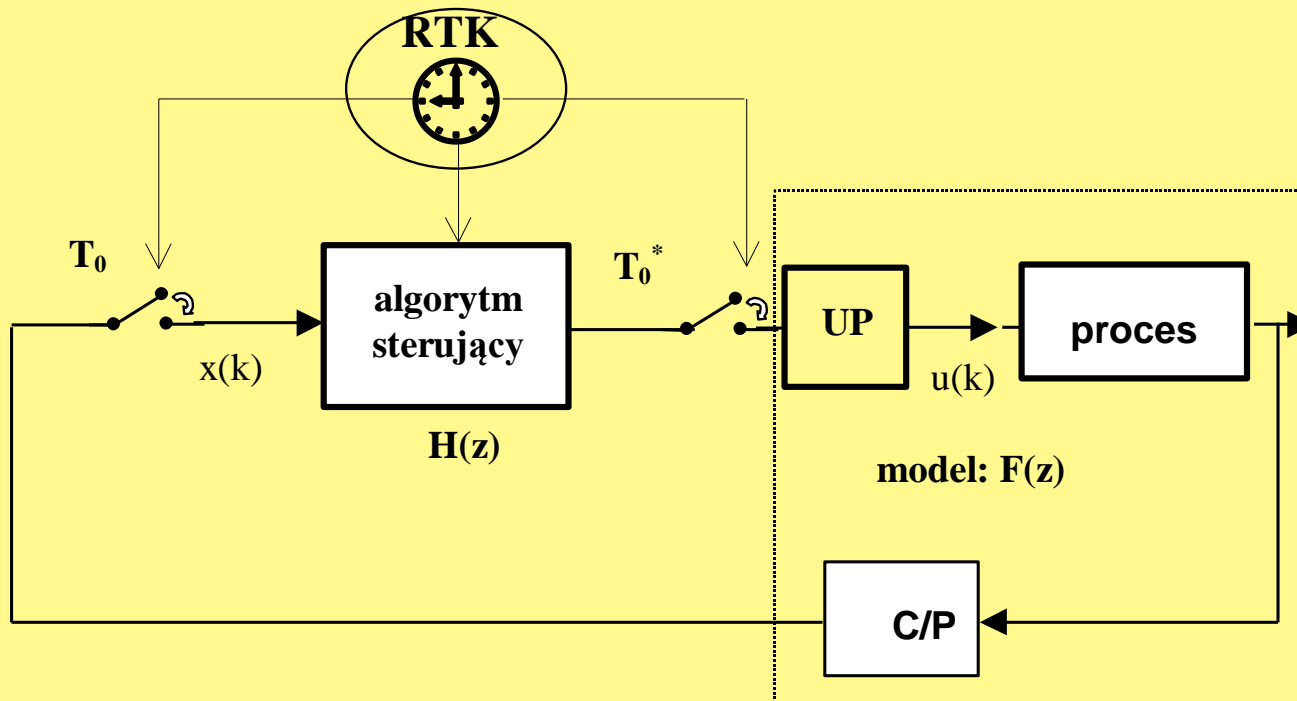 RTK
T₀
x(k)
algorytm
sterujący
H(z)
T₀*
UP
u(k)
proces
model: F(z)
C/P